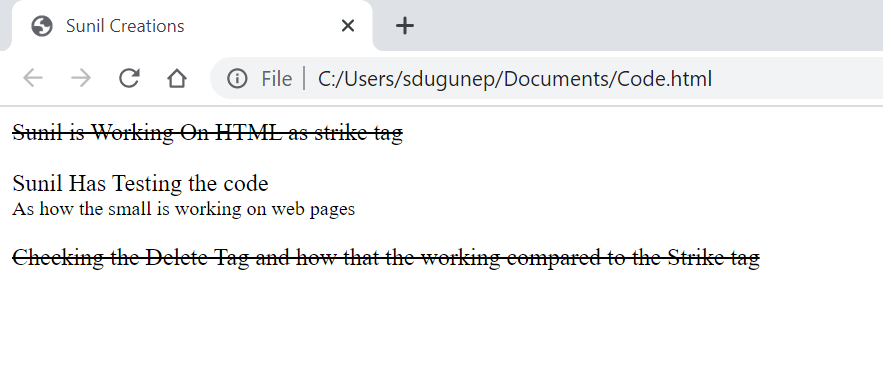 Sunil Creations
File | C:/Users/sdugunep/Documents/Code.html
Sunil is Working On HTML as strike tag
Sunil Has Testing the code
As how the small is working on web pages
Checking the Delete Tag and how that the working compared to the Strike tag